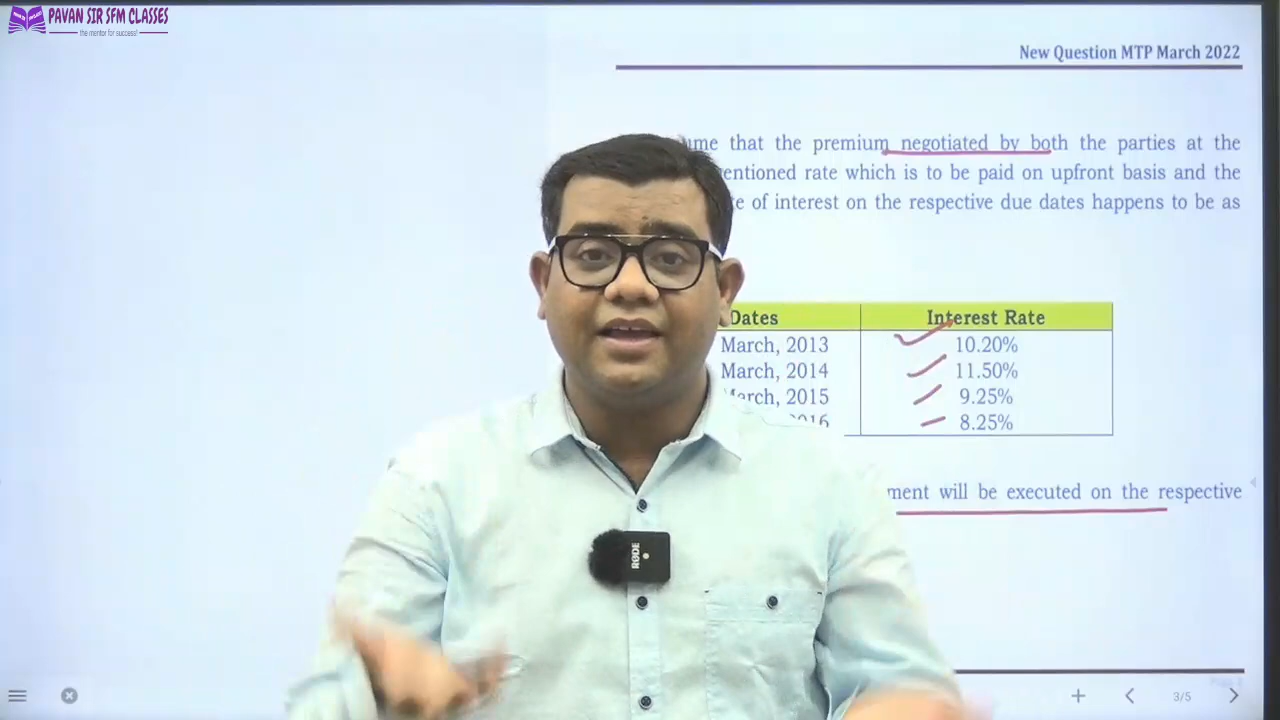 PAVAN SIR SFM CLASSES
the mentor for success!
New Question MTP March 2022
that the premium negotiated by both the parties at the
rate which is to be paid on upfront basis and the
of interest on the respective due dates happens to be as
Dates Interest Rate
March, 2013 10.20%
March, 2014 11.50%
March, 2015 9.25%
8.25%
will be executed on the respective
RØDE
3/5